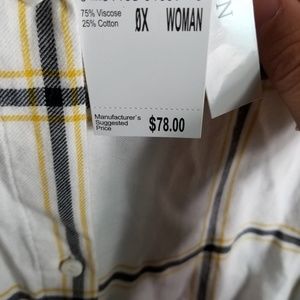 75% Viscose
25% Cotton
0X WOMAN
Manufacturer's
Suggested
Price
$78.00
N